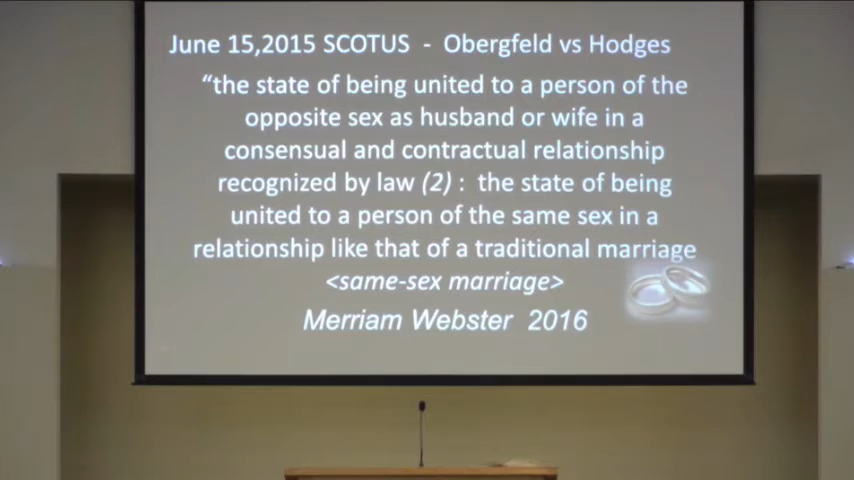 June 15,2015 SCOTUS - Obergfeld vs Hodges
“the state of being united to a person of the
opposite sex as husband or wife in a
consensual and contractual relationship
recognized by law (2) : the state of being
united to a person of the same sex in a
relationship like that of a traditional marriage
<same-sex marriage>
Merriam Webster 2016